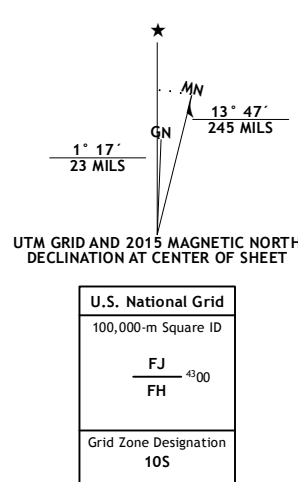 ★
MN
GN
13° 47´
245 MILS
1° 17´
23 MILS
UTM GRID AND 2015 MAGNETIC NORTH
DECLINATION AT CENTER OF SHEET
U.S. National Grid
100,000-m Square ID
FJ
4300
FH
Grid Zone Designation
10S